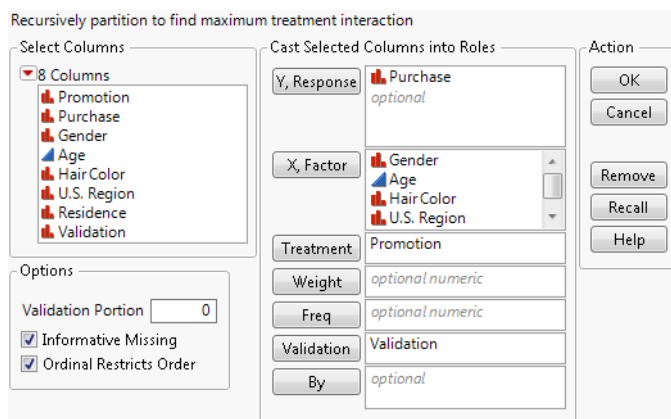 Recursively partition to find maximum treatment interaction
Select Columns
8 Columns
Promotion
Purchase
Gender
Age
Hair Color
U.S. Region
Residence
Validation
Options
Validation Portion 0
Informative Missing
Ordinal Restricts Order
Cast Selected Columns into Roles
Y, Response Purchase
optional
X, Factor Gender
Age
Hair Color
U.S. Region
Treatment Promotion
Weight optional numeric
Freq optional numeric
Validation Validation
By optional
Action
OK
Cancel
Remove
Recall
Help